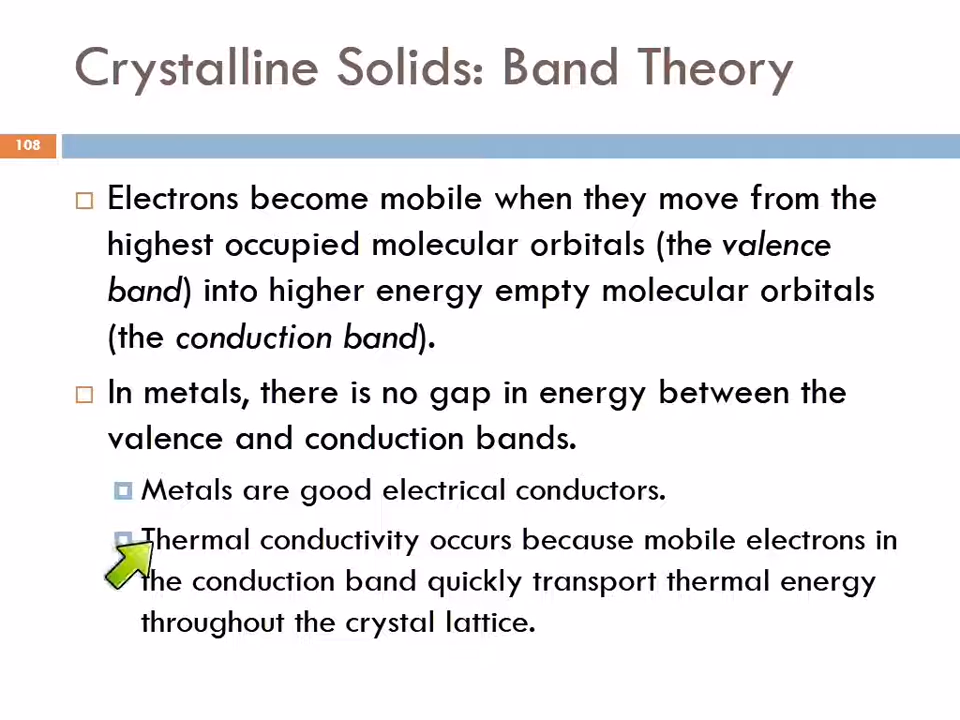 Crystalline Solids: Band Theory
108
Electrons become mobile when they move from the
highest occupied molecular orbitals (the valence
band) into higher energy empty molecular orbitals
(the conduction band).
In metals, there is no gap in energy between the
valence and conduction bands.
Metals are good electrical conductors.
Thermal conductivity occurs because mobile electrons in
the conduction band quickly transport thermal energy
throughout the crystal lattice.